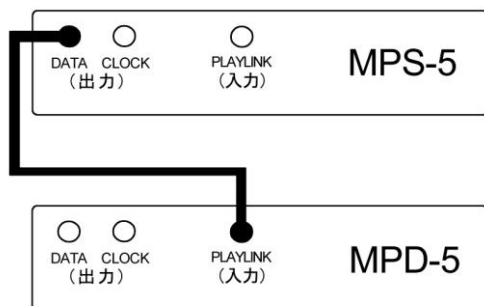 DATA CLOCK PLAYLINK MPS-5
(出力) (入力)
DATA CLOCK PLAYLINK MPD-5
(出力) (入力)